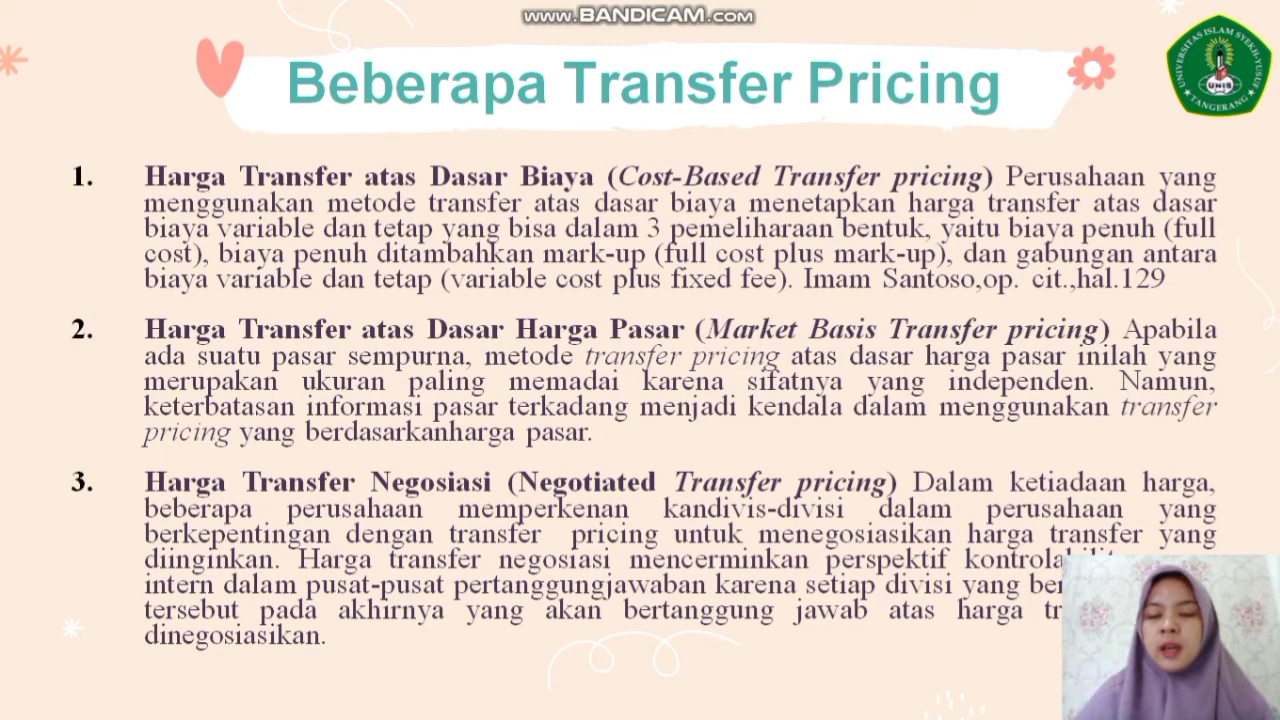 www.BANDICAM.com
UNIVERSITAS ISLAM SYEKH-YUSUF
UNIS
TANGERANG
Beberapa Transfer Pricing
1. Harga Transfer atas Dasar Biaya (Cost-Based Transfer pricing) Perusahaan yang
menggunakan metode transfer atas dasar biaya menetapkan harga transfer atas dasar
biaya variable dan tetap yang bisa dalam 3 pemeliharaan bentuk, yaitu biaya penuh (full
cost), biaya penuh ditambahkan mark-up (full cost plus mark-up), dan gabungan antara
biaya variable dan tetap (variable cost plus fixed fee). Imam Santoso,op. cit.,hal.129
2. Harga Transfer atas Dasar Harga Pasar (Market Basis Transfer pricing) Apabila
ada suatu pasar sempurna, metode transfer pricing atas dasar harga pasar inilah yang
merupakan ukuran paling memadai karena sifatnya yang independen. Namun,
keterbatasan informasi pasar terkadang menjadi kendala dalam menggunakan transfer
pricing yang berdasarkanharga pasar.
3. Harga Transfer Negosiasi (Negotiated Transfer pricing) Dalam ketiadaan harga,
beberapa perusahaan memperkenan kandivis-divisi dalam perusahaan yang
berkepentingan dengan transfer pricing untuk menegosiasikan harga transfer yang
diinginkan. Harga transfer negosiasi mencerminkan perspektif
intern dalam pusat-pusat pertanggungjawaban karena setiap divisi yang
tersebut pada akhirnya yang akan bertanggung jawab atas harga
dinegosiasikan.